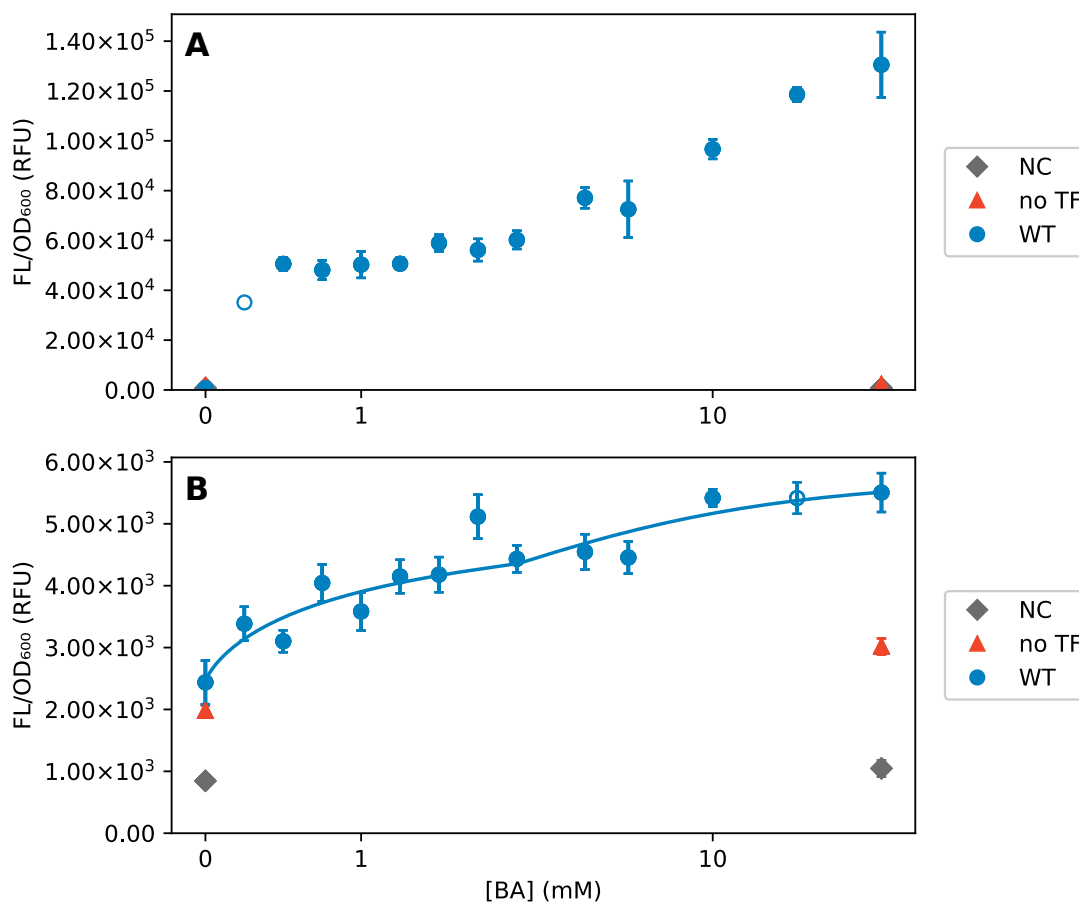 A
FL/OD₆₀₀ (RFU)
1.40×10⁵
1.20×10⁵
1.00×10⁵
8.00×10⁴
6.00×10⁴
4.00×10⁴
2.00×10⁴
0.00
0 1 10
NC
no TF
WT
B
FL/OD₆₀₀ (RFU)
6.00×10³
5.00×10³
4.00×10³
3.00×10³
2.00×10³
1.00×10³
0.00
0 1 10
[BA] (mM)
NC
no TF
WT